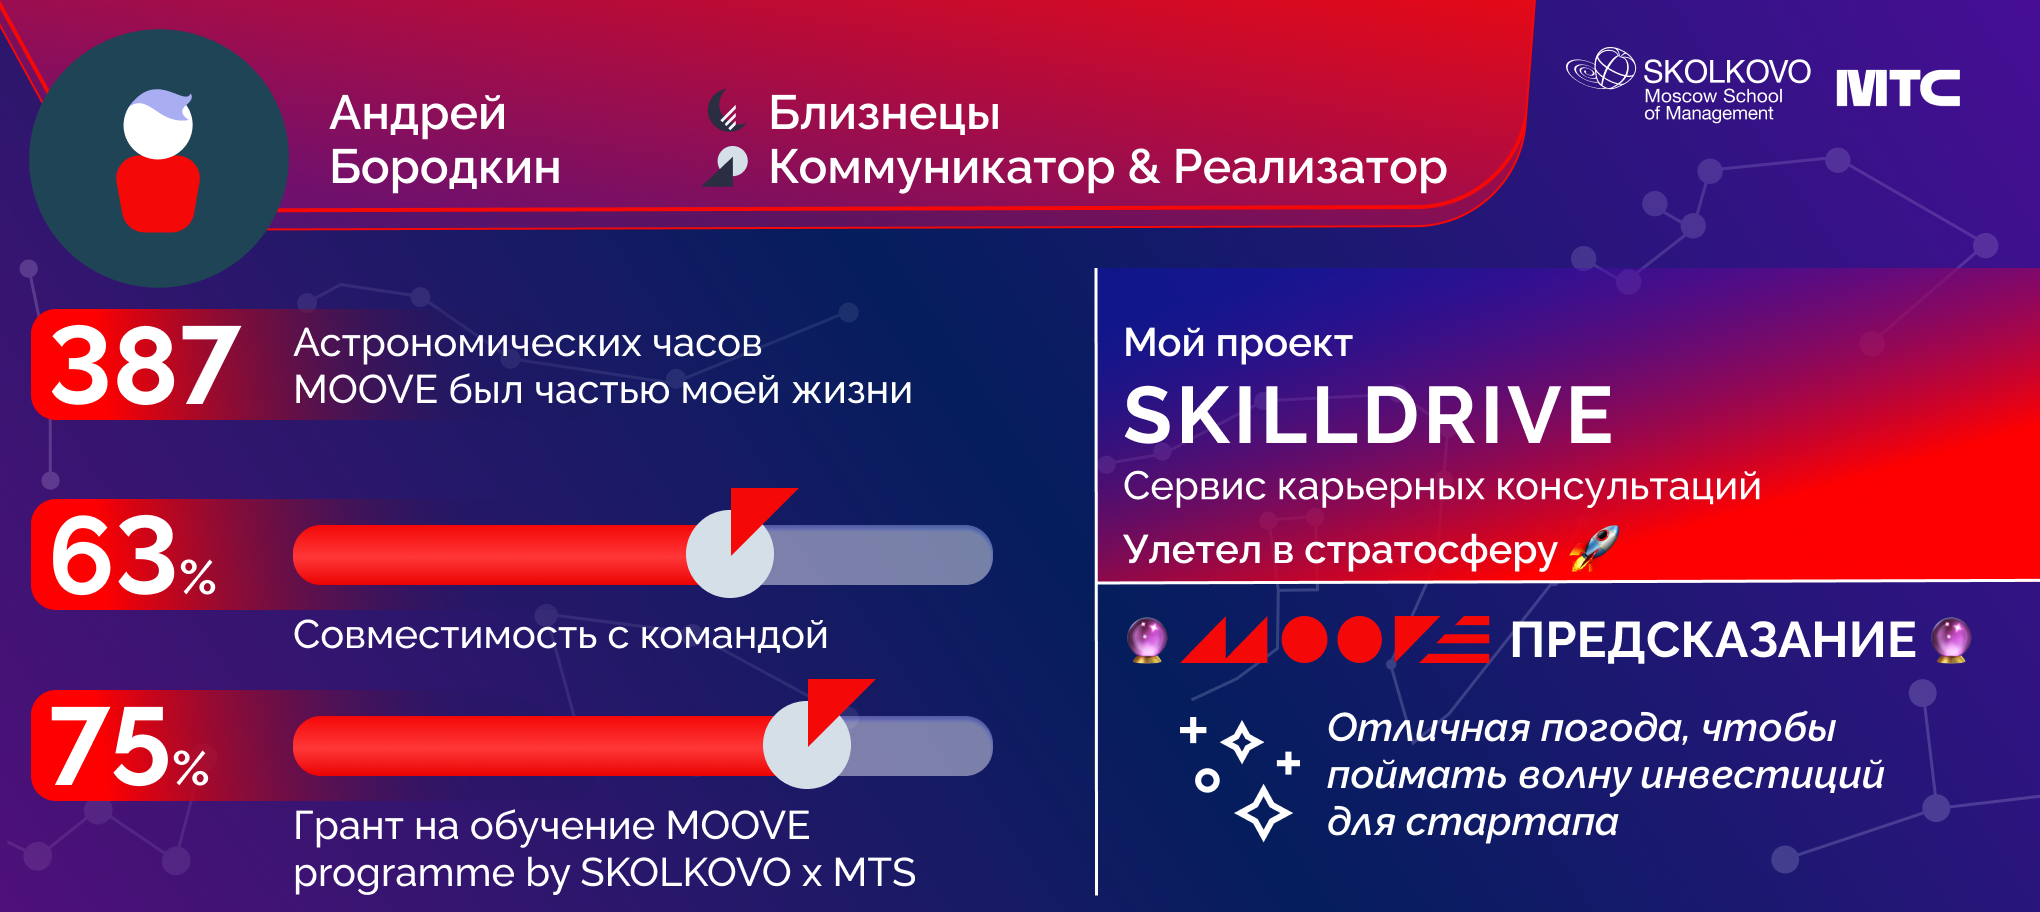 Андрей
Бородкин
Близнецы
Коммуникатор & Реализатор
SKOLKOVO
Moscow School
of Management
МТС
387
Астрономических часов
MOOVE был частью моей жизни
63%
Совместимость с командой
75%
Грант на обучение MOOVE
programme by SKOLKOVO x MTS
Мой проект
SKILLDRIVE
Сервис карьерных консультаций
Улетел в стратосферу 🚀
🔮 MOOVE ПРЕДСКАЗАНИЕ 🔮
Отличная погода, чтобы
поймать волну инвестиций
для стартапа